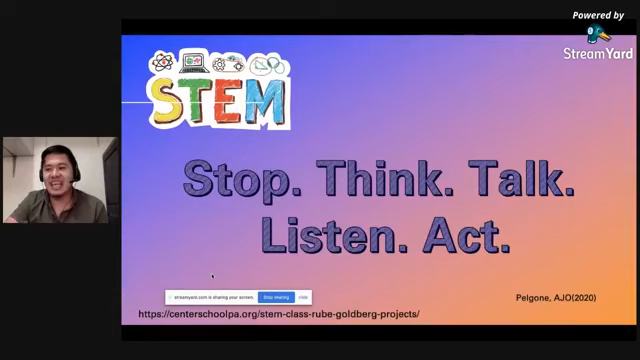 Powered by
StreamYard
STEM
Stop. Think. Talk.
Listen. Act.
streamyard.com is sharing your screen.
Stop sharing
Hide
Pelgone, AJO(2020)
https://centerschoolpa.org/stem-class-rube-goldberg-projects/